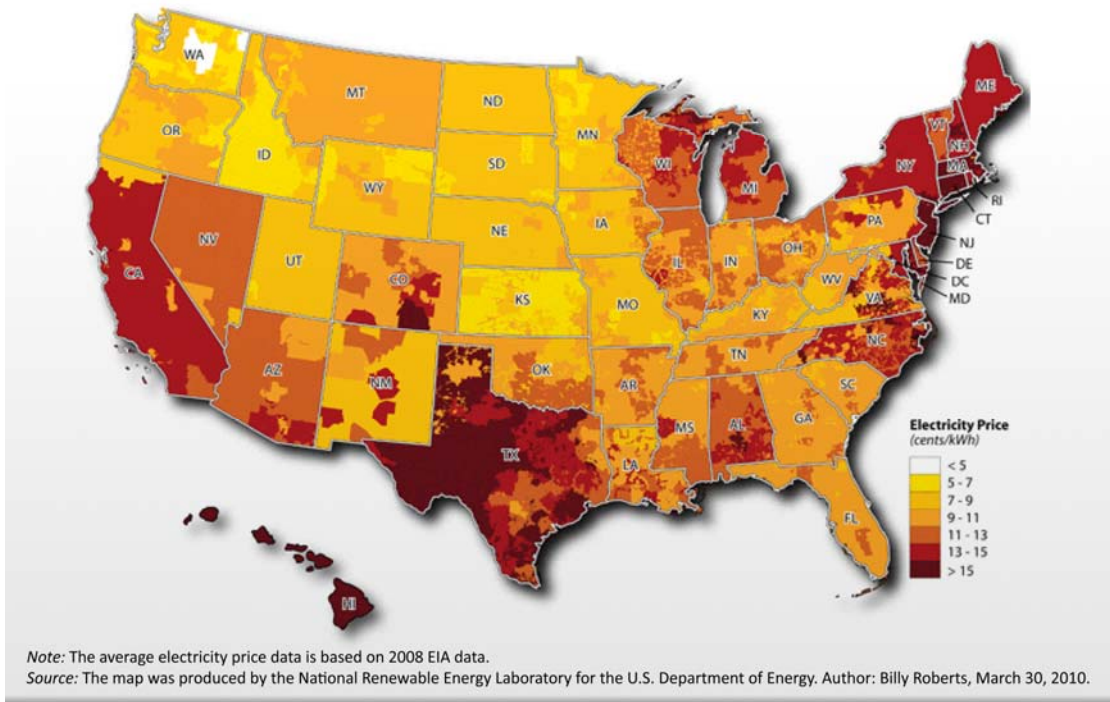 WA
MT
ND
MN
ME
VT
NH
OR
ID
SD
WI
MI
NY
MA
RI
CT
WY
IA
PA
NJ
NE
NV
UT
CO
IL
IN
OH
DE
DC
MD
WV
VA
CA
KS
MO
KY
NC
TN
AZ
NM
OK
AR
SC
MS
AL
GA
TX
LA
FL
HI
Electricity Price
(cents/kWh)
< 5
5 - 7
7 - 9
9 - 11
11 - 13
13 - 15
> 15
Note: The average electricity price data is based on 2008 EIA data.
Source: The map was produced by the National Renewable Energy Laboratory for the U.S. Department of Energy. Author: Billy Roberts, March 30, 2010.